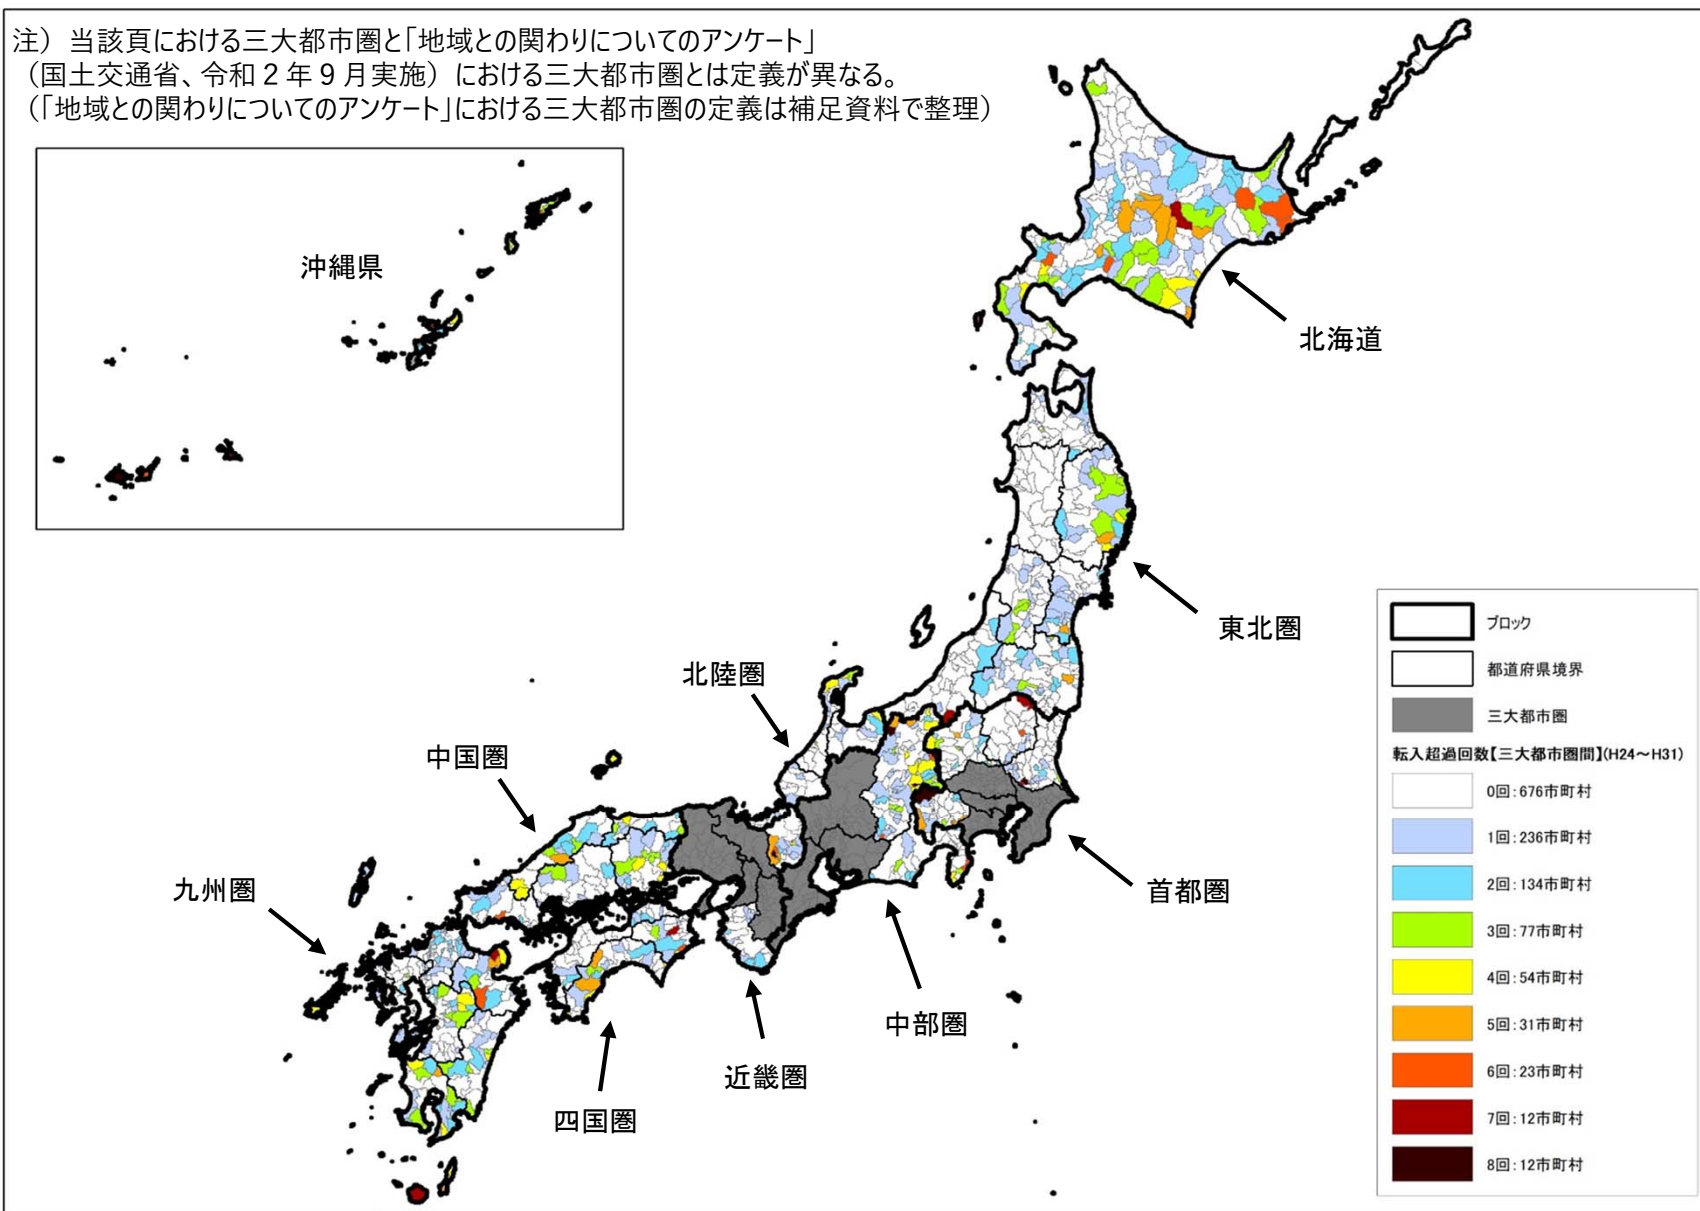 注） 当該頁における三大都市圏と「地域との関わりについてのアンケート」
（国土交通省、令和２年９月実施）における三大都市圏とは定義が異なる。
（「地域との関わりについてのアンケート」における三大都市圏の定義は補足資料で整理）
沖縄県
北海道
東北圏
北陸圏
中国圏
九州圏
首都圏
中部圏
近畿圏
四国圏
ブロック
都道府県境界
三大都市圏
転入超過回数【三大都市圏間】(H24～H31)
0回：676市町村
1回：236市町村
2回：134市町村
3回：77市町村
4回：54市町村
5回：31市町村
6回：23市町村
7回：12市町村
8回：12市町村